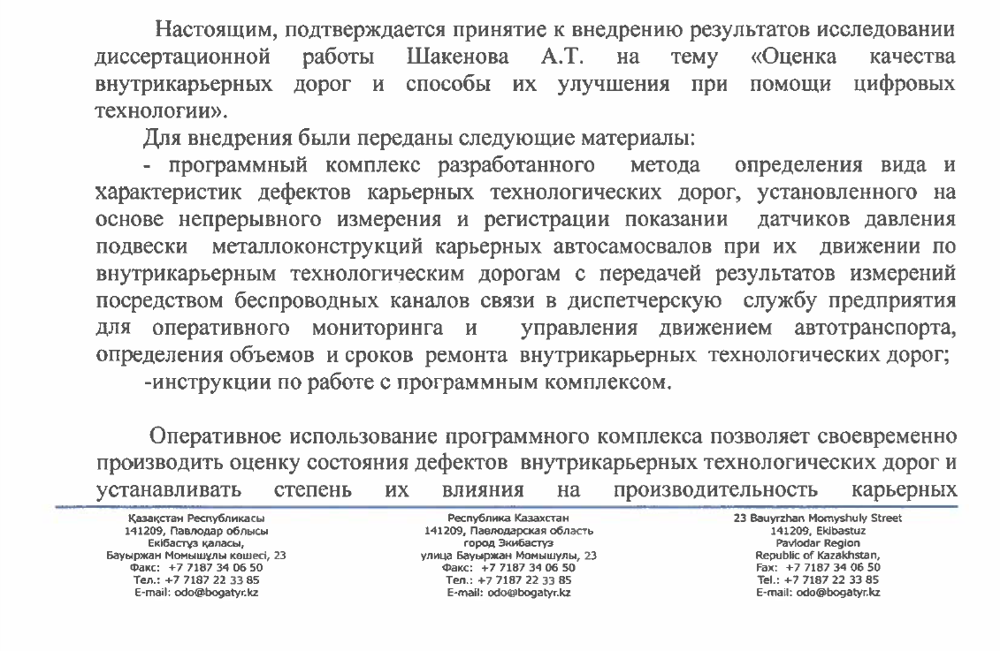 Настоящим, подтверждается принятие к внедрению результатов исследовании
диссертационной работы Шакенова А.Т. на тему «Оценка качества
внутрикарьерных дорог и способы их улучшения при помощи цифровых
технологии».
Для внедрения были переданы следующие материалы:
- программный комплекс разработанного метода определения вида и
характеристик дефектов карьерных технологических дорог, установленного на
основе непрерывного измерения и регистрации показании датчиков давления
подвески металлоконструкций карьерных автосамосвалов при их движении по
внутрикарьерным технологическим дорогам с передачей результатов измерений
посредством беспроводных каналов связи в диспетчерскую службу предприятия
для оперативного мониторинга и управления движением автотранспорта,
определения объемов и сроков ремонта внутрикарьерных технологических дорог;
-инструкции по работе с программным комплексом.
Оперативное использование программного комплекса позволяет своевременно
производить оценку состояния дефектов внутрикарьерных технологических дорог и
устанавливать степень их влияния на производительность карьерных
Қазақстан Республикасы
141209, Павлодар облысы
Екібастұз қаласы,
Бауыржан Момышұлы көшесі, 23
Факс: +7 7187 34 06 50
Тел.: +7 7187 22 33 85
E-mail: odo@bogatyr.kz
Республика Казахстан
141209, Павлодарская область
город Экибастуз
улица Бауыржан Момышулы, 23
Факс: +7 7187 34 06 50
Тел.: +7 7187 22 33 85
E-mail: odo@bogatyr.kz
23 Bauyrzhan Momyshuly Street
141209, Ekibastuz
Pavlodar Region
Republic of Kazakhstan,
Fax: +7 7187 34 06 50
Tel.: +7 7187 22 33 85
E-mail: odo@bogatyr.kz